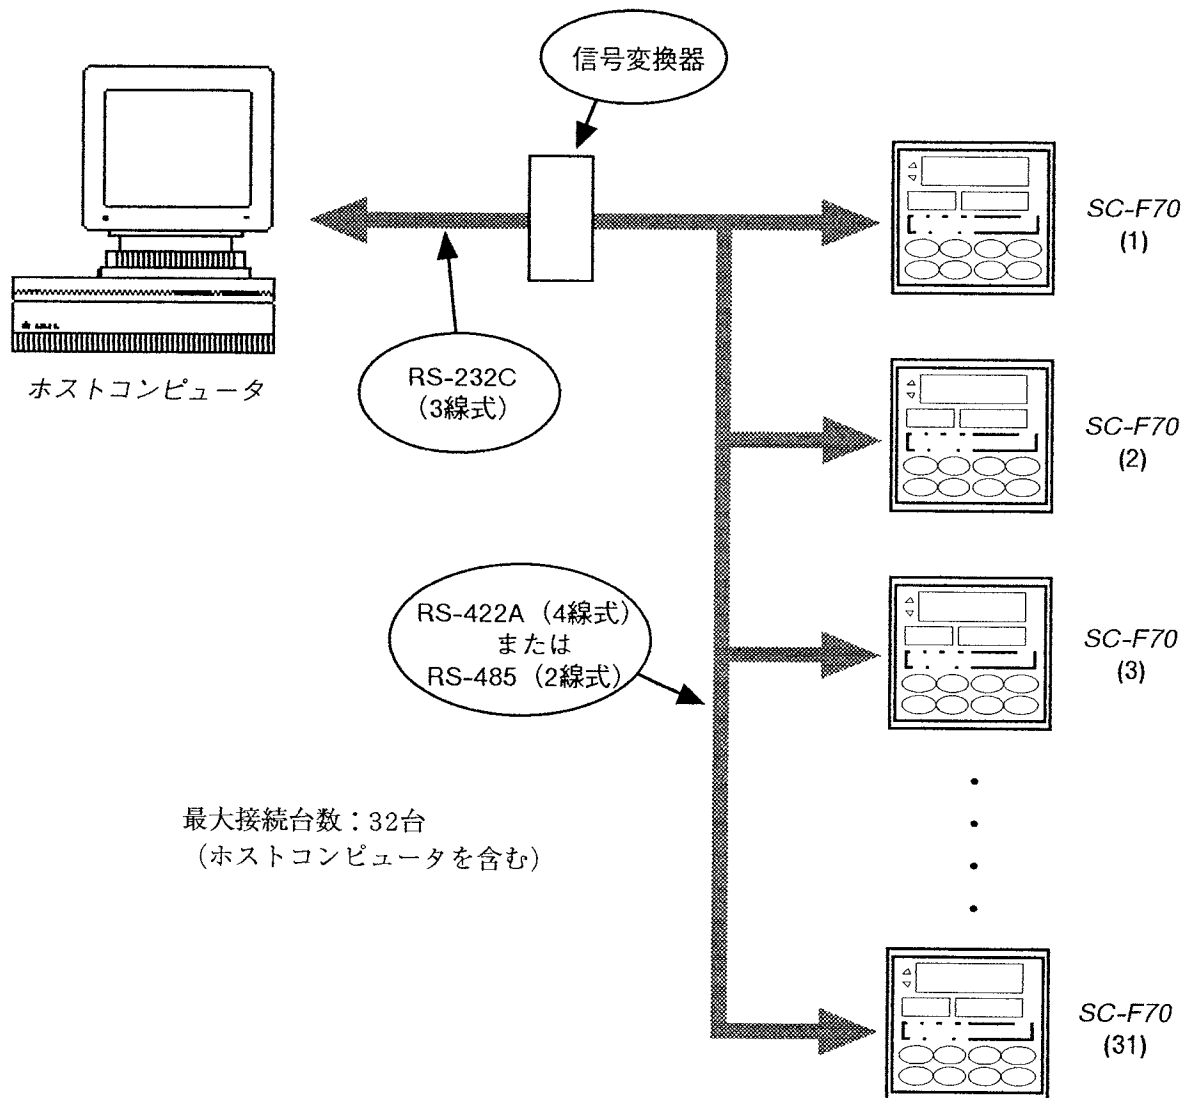 信号変換器
SC-F70
(1)
ホストコンピュータ
RS-232C
（3線式）
SC-F70
(2)
RS-422A（4線式）
または
RS-485（2線式）
SC-F70
(3)
最大接続台数：32台
（ホストコンピュータを含む）
SC-F70
(31)